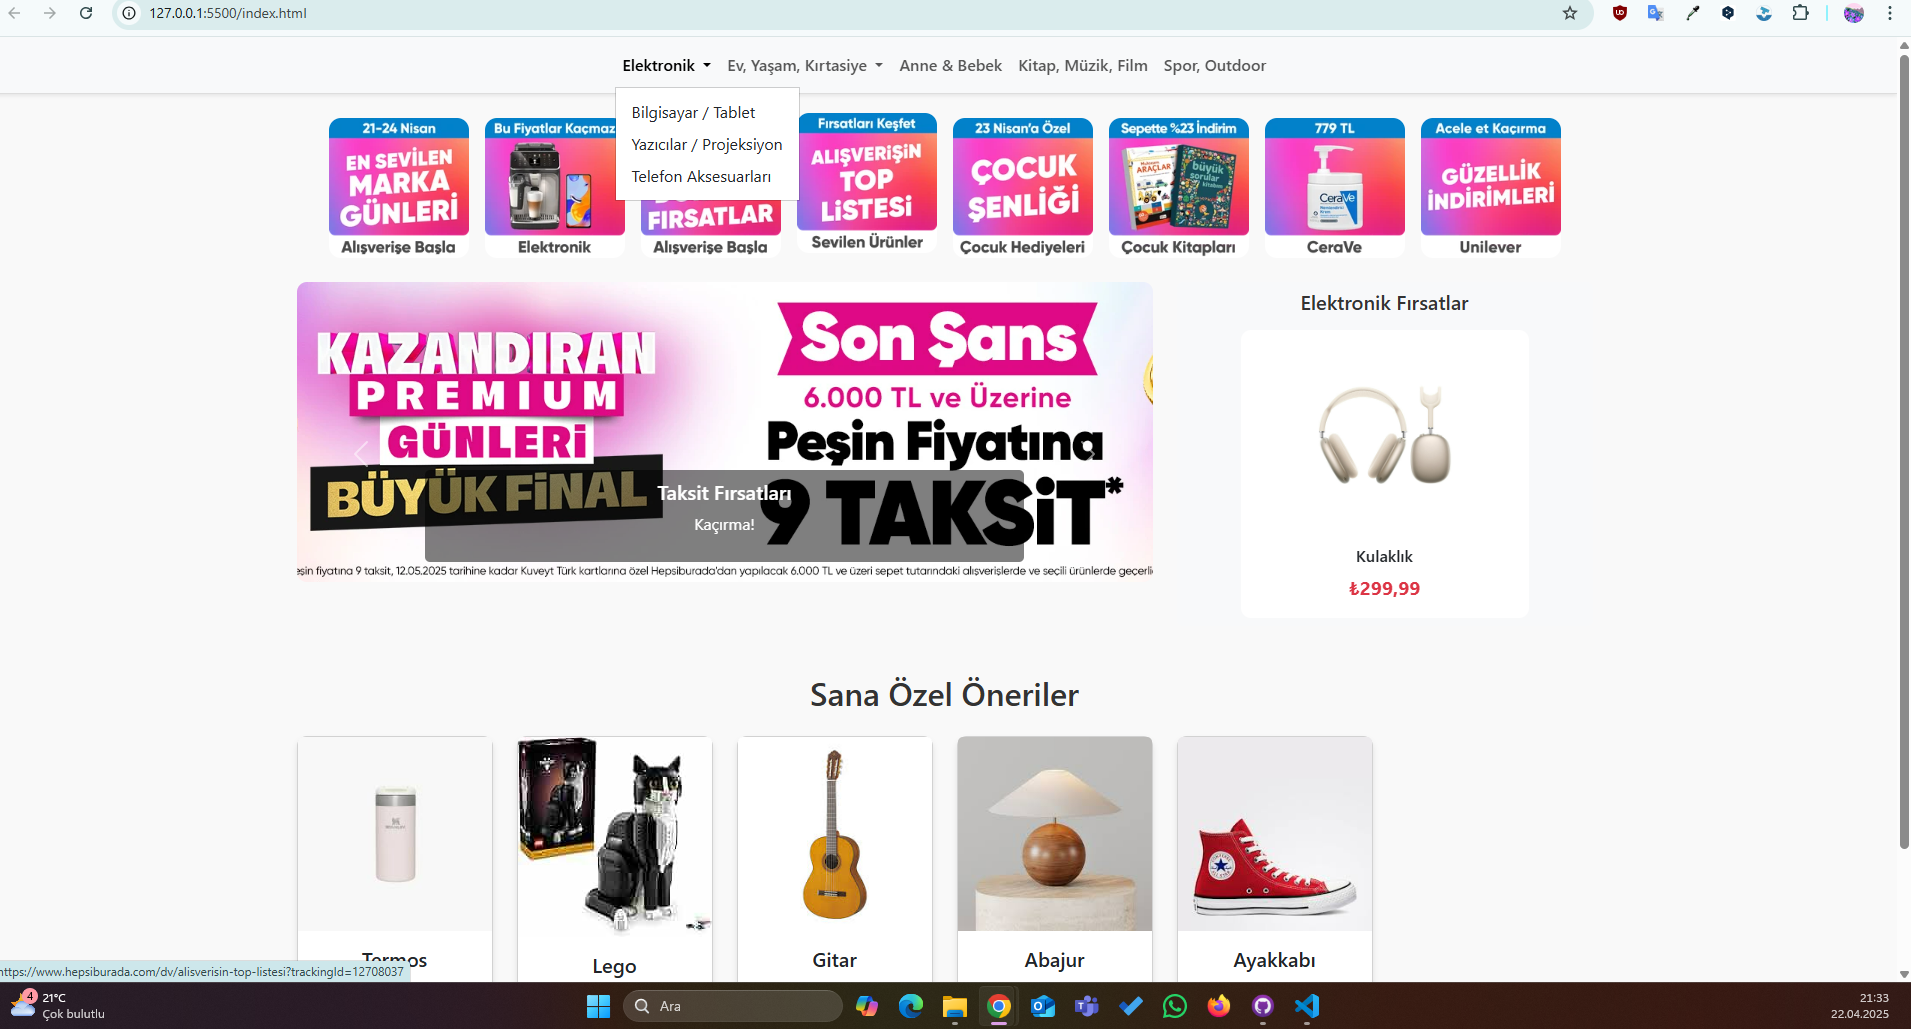 127.0.0.1:5500/index.html
Elektronik
Ev, Yaşam, Kırtasiye
Anne & Bebek
Kitap, Müzik, Film
Spor, Outdoor
Bilgisayar / Tablet
Yazıcılar / Projeksiyon
Telefon Aksesuarları
21-24 Nisan
EN SEVİLEN
MARKA
GÜNLERİ
Alışverişe Başla
Bu Fiyatlar Kaçmaz
Elektronik
FIRSATLAR
Alışverişe Başla
Fırsatları Keşfet
ALIŞVERİŞİN
TOP
LİSTESİ
Sevilen Ürünler
23 Nisan'a Özel
ÇOCUK
ŞENLİĞİ
Çocuk Hediyeleri
Sepette %23 İndirim
ARAÇLAR
büyük
sorular
kitabım
Çocuk Kitapları
779 TL
CeraVe
CeraVe
Acele et Kaçırma
GÜZELLİK
İNDİRİMLERİ
Unilever
KAZANDIRAN
PREMIUM
GÜNLERİ
BÜYÜK FİNAL
Son Şans
6.000 TL ve Üzerine
Peşin Fiyatına
9 TAKSİT*
Taksit Fırsatları
Kaçırma!
eşin fiyatına 9 taksit, 12.05.2025 tarihine kadar Kuveyt Türk kartlarına özel Hepsiburada'dan yapılacak 6.000 TL ve üzeri sepet tutarındaki alışverişlerde ve seçili ürünlerde geçerli
Elektronik Fırsatlar
Kulaklık
₺299,99
Sana Özel Öneriler
Termos
Lego
Gitar
Abajur
Ayakkabı
https://www.hepsiburada.com/dv/alisverisin-top-listesi?trackingId=12708037
4
21°C
Çok bulutlu
Ara
21:33
22.04.2025